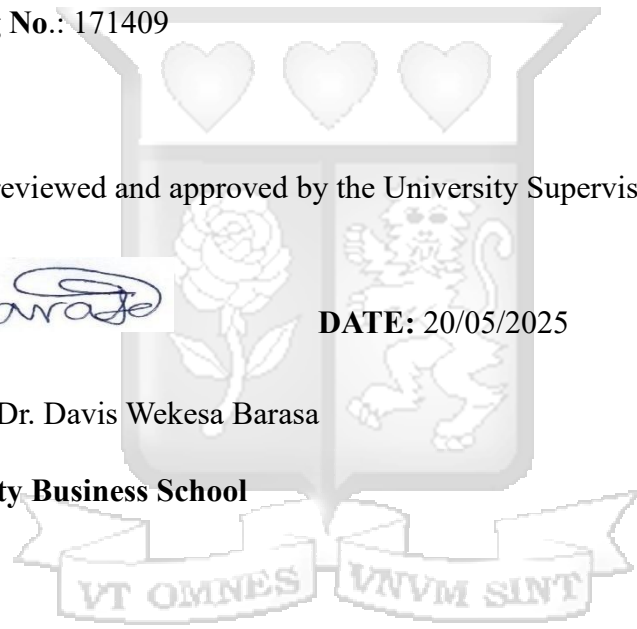 No.: 171409
reviewed and approved by the University Supervis
DATE: 20/05/2025
Dr. Davis Wekesa Barasa
ty Business School
VT OMNES VNVM SINT